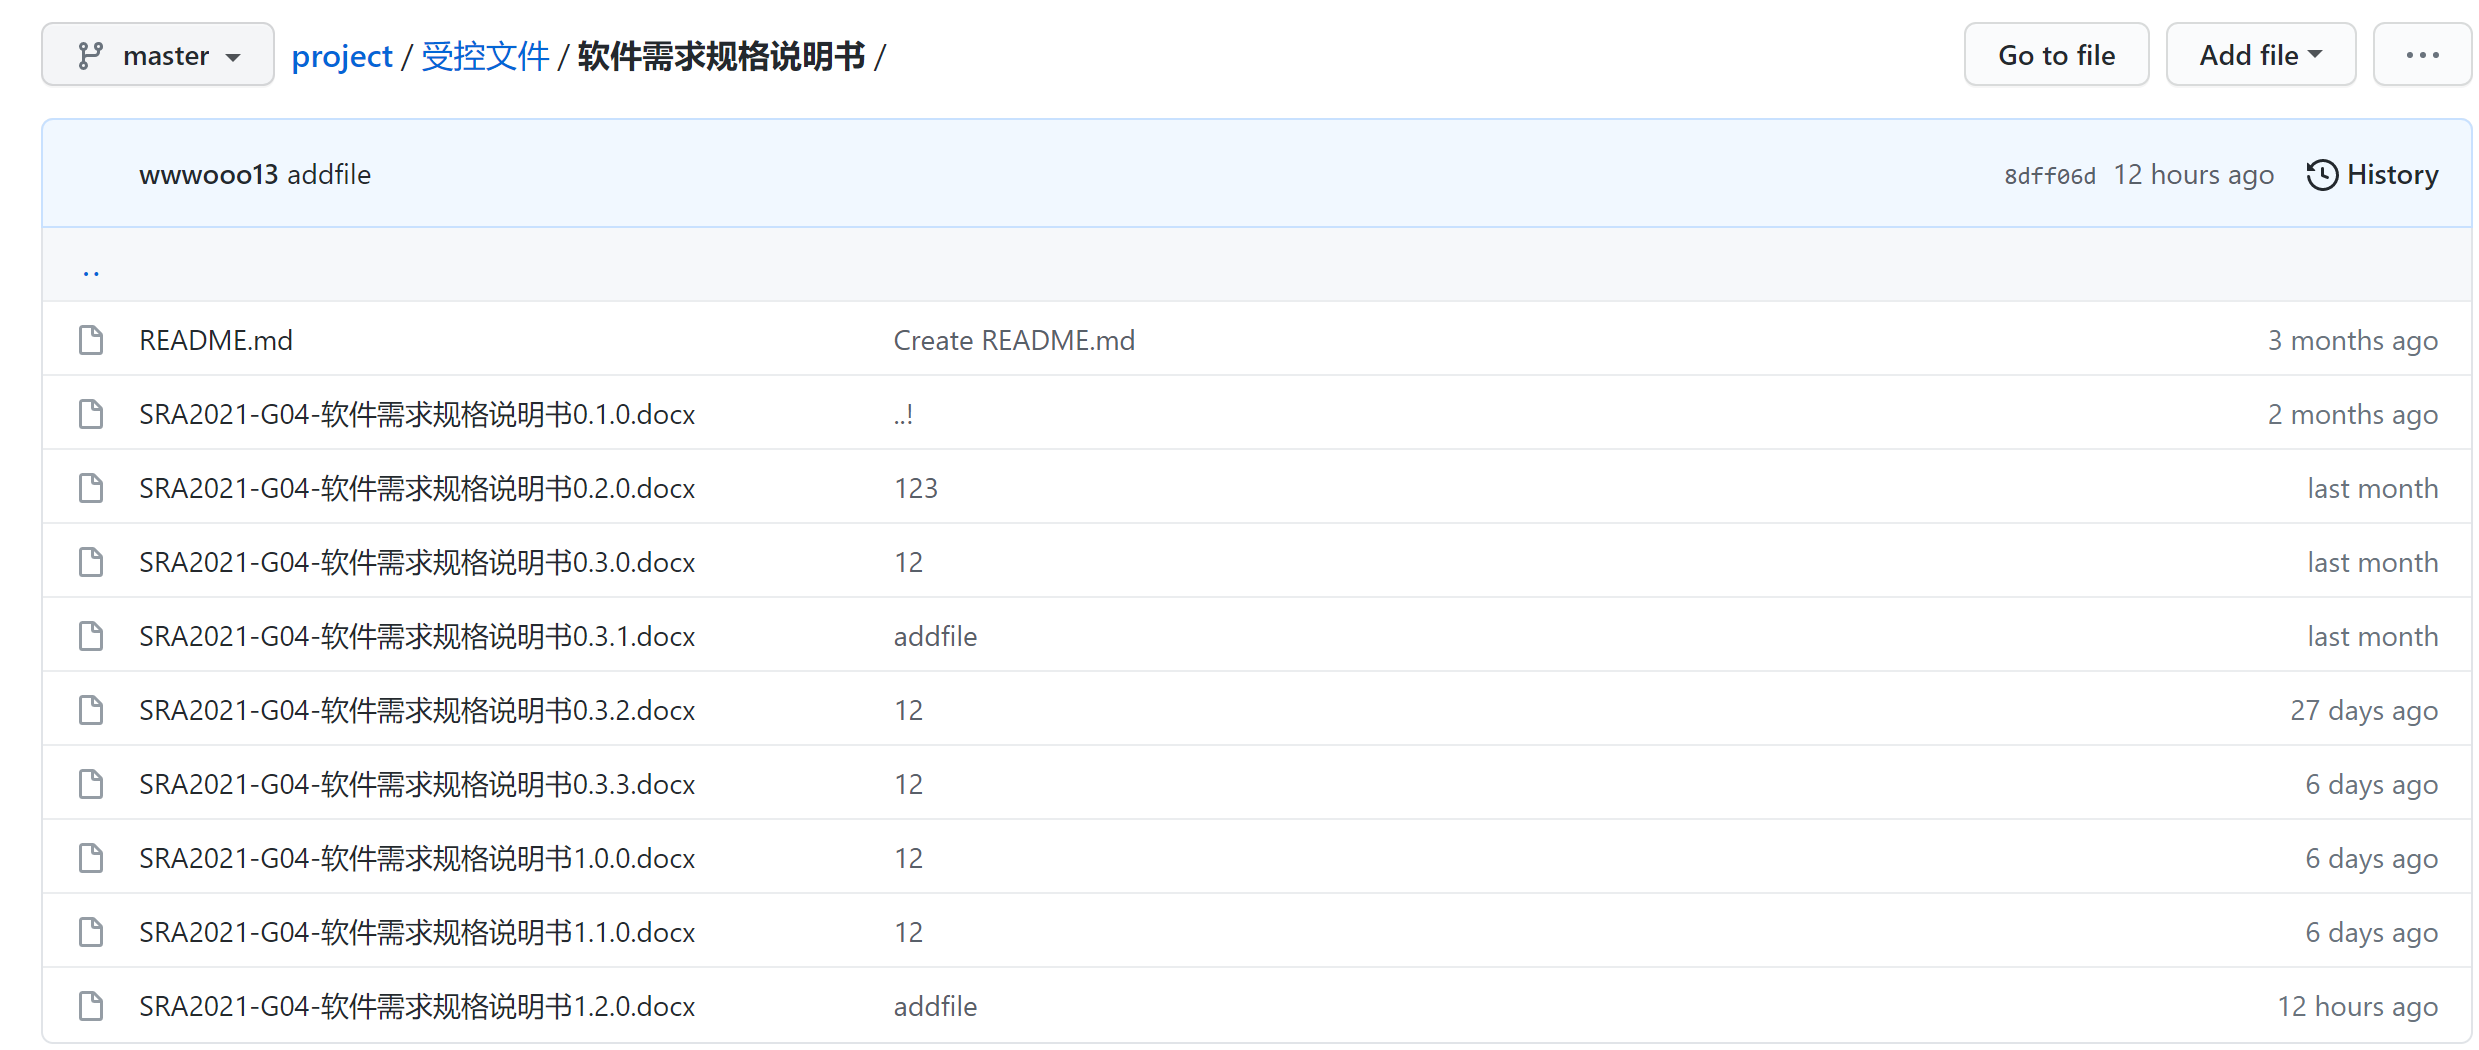 master project / 受控文件 / 软件需求规格说明书 / Go to file Add file ...
wwwooo13 addfile 8dff06d 12 hours ago History
..
README.md Create README.md 3 months ago
SRA2021-G04-软件需求规格说明书0.1.0.docx ..! 2 months ago
SRA2021-G04-软件需求规格说明书0.2.0.docx 123 last month
SRA2021-G04-软件需求规格说明书0.3.0.docx 12 last month
SRA2021-G04-软件需求规格说明书0.3.1.docx addfile last month
SRA2021-G04-软件需求规格说明书0.3.2.docx 12 27 days ago
SRA2021-G04-软件需求规格说明书0.3.3.docx 12 6 days ago
SRA2021-G04-软件需求规格说明书1.0.0.docx 12 6 days ago
SRA2021-G04-软件需求规格说明书1.1.0.docx 12 6 days ago
SRA2021-G04-软件需求规格说明书1.2.0.docx addfile 12 hours ago